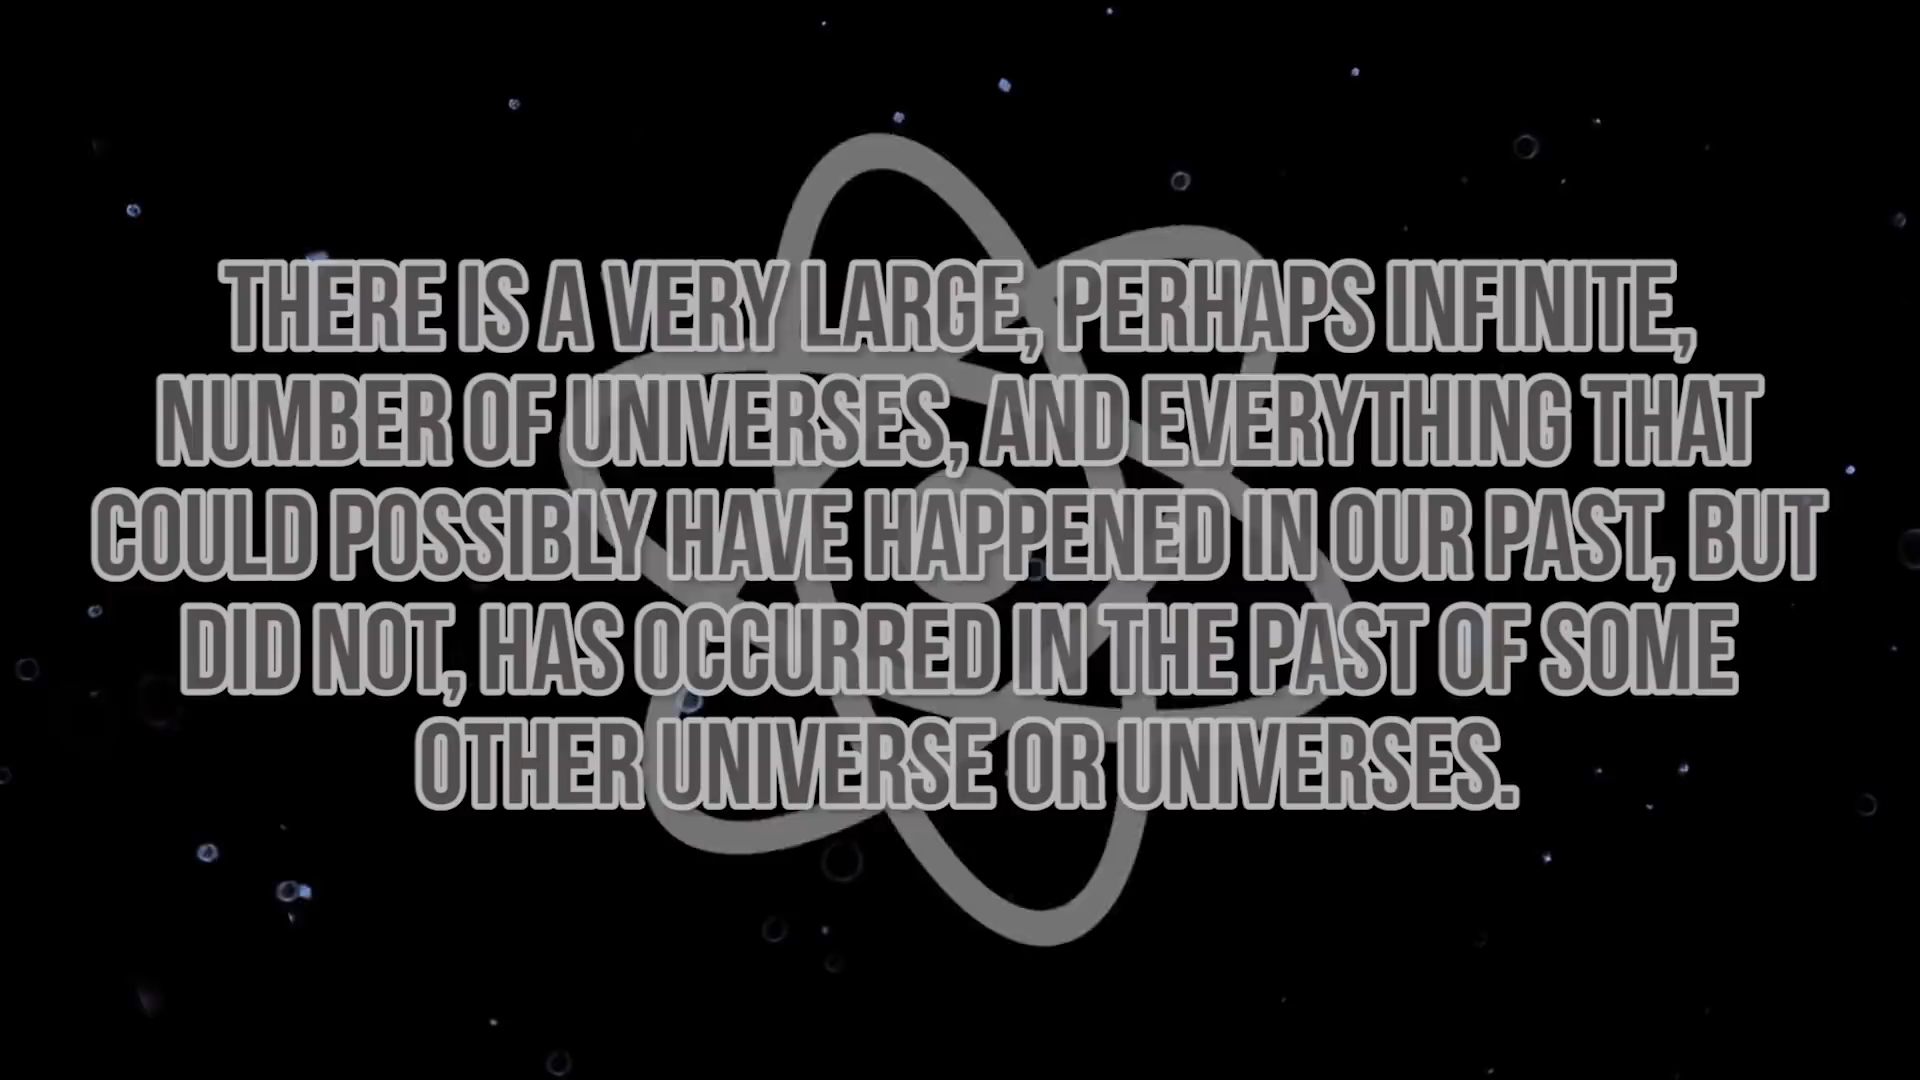 THERE IS A VERY LARGE, PERHAPS INFINITE,
NUMBER OF UNIVERSES, AND EVERYTHING THAT
COULD POSSIBLY HAVE HAPPENED IN OUR PAST, BUT
DID NOT, HAS OCCURRED IN THE PAST OF SOME
OTHER UNIVERSE OR UNIVERSES.